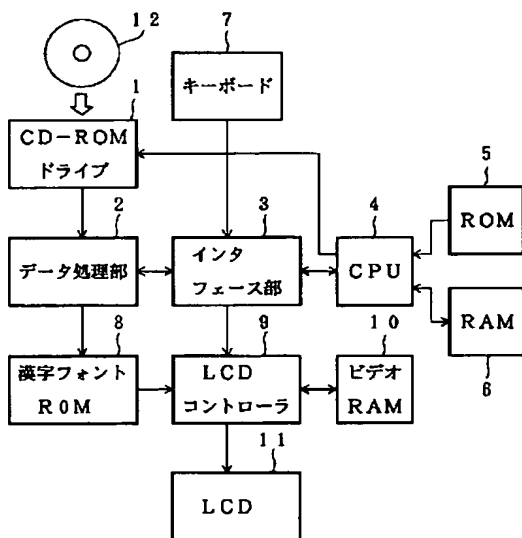 12
7
1
キーボード
CD-ROM
ドライブ
5
2
3
4
ROM
データ処理部
インタ
フェース部
CPU
8
9
10
RAM
6
漢字フォント
ROM
LCD
コントローラ
ビデオ
RAM
11
LCD